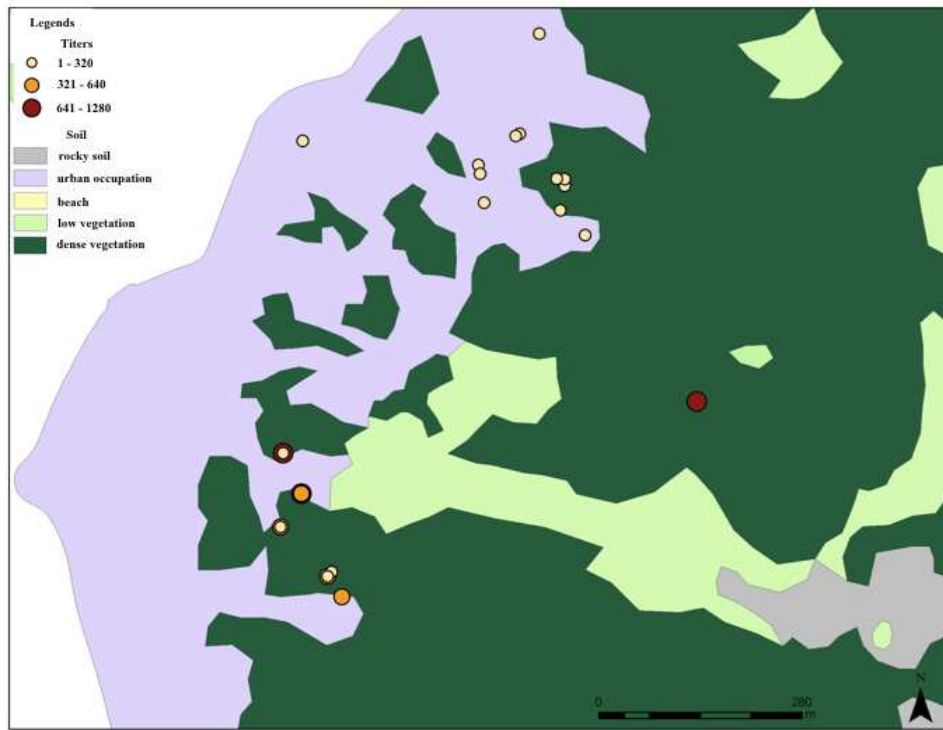 Legends
Titers
1 - 320
321 - 640
641 - 1280
Soil
rocky soil
urban occupation
beach
low vegetation
dense vegetation
N
0 280
m